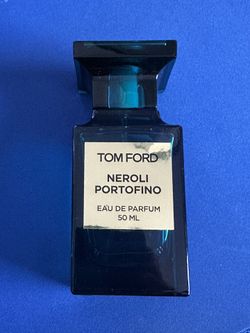 TOM FORD
NEROLI
PORTOFINO
EAU DE PARFUM
50 ML